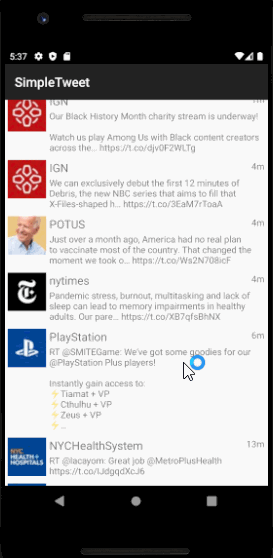 5:37
SimpleTweet
IGN
4m
Our Black History Month charity stream is underway!
Watch us play Among Us with Black content creators
across the... https://t.co/djv0F2WLTg
IGN
4m
We can exclusively debut the first 12 minutes of
Debris, the new NBC series that aims to fill that
X-Files-shaped h... https://t.co/3EaM7rToaA
POTUS
4m
Just over a month ago, America had no real plan
to vaccinate most of the country. That changed the
moment we took o... https://t.co/Ws2N708icF
nytimes
4m
Pandemic stress, burnout, multitasking and lack of
sleep can lead to memory impairments in healthy
adults. Our pare... https://t.co/XB7qfsBhNX
PlayStation
6m
RT @SMITEGame: We've got some goodies for our
@PlayStation Plus players!
Instantly gain access to:
⚡Tiamat + VP
⚡Cthulhu + VP
⚡Zeus + VP
⚡...
NYC
HEALTH+
HOSPITALS
NYCHealthSystem
13m
RT @lacayom: Great job @MetroPlusHealth
https://t.co/IJdgqdXcJ6